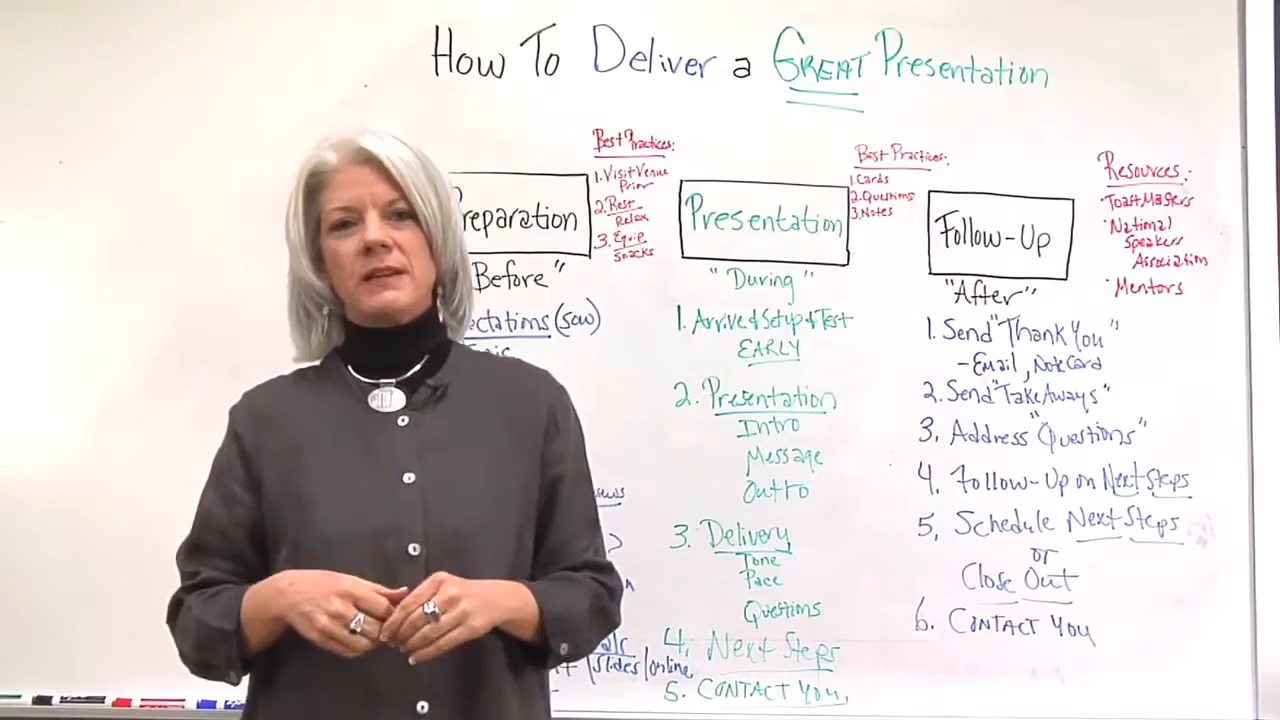 How To Deliver a GREAT Presentation
Best Practices:
1. Visit Venue
Prior
2. Rest
Relax
3. Equip
Snacks
reparation
"Before"
ectations (sow)
/slides/online
Presentation
"During"
1. Arrive & Setup & Test
EARLY
2. Presentation
Intro
Message
Outro
3. Delivery
Tone
Pace
Questions
4. Next Steps
5. CONTACT YOU
Best Practices:
1. Cards
2. Questions
3. Notes
Follow-Up
"After"
1. Send "Thank You"
- Email, Note Card
2. Send "Take Aways"
3. Address "Questions"
4. Follow-Up on Next Steps
5. Schedule Next Steps
or
Close Out
6. CONTACT YOU
Resources:
· ToastMasters
· National
Speakers
Association
· Mentors